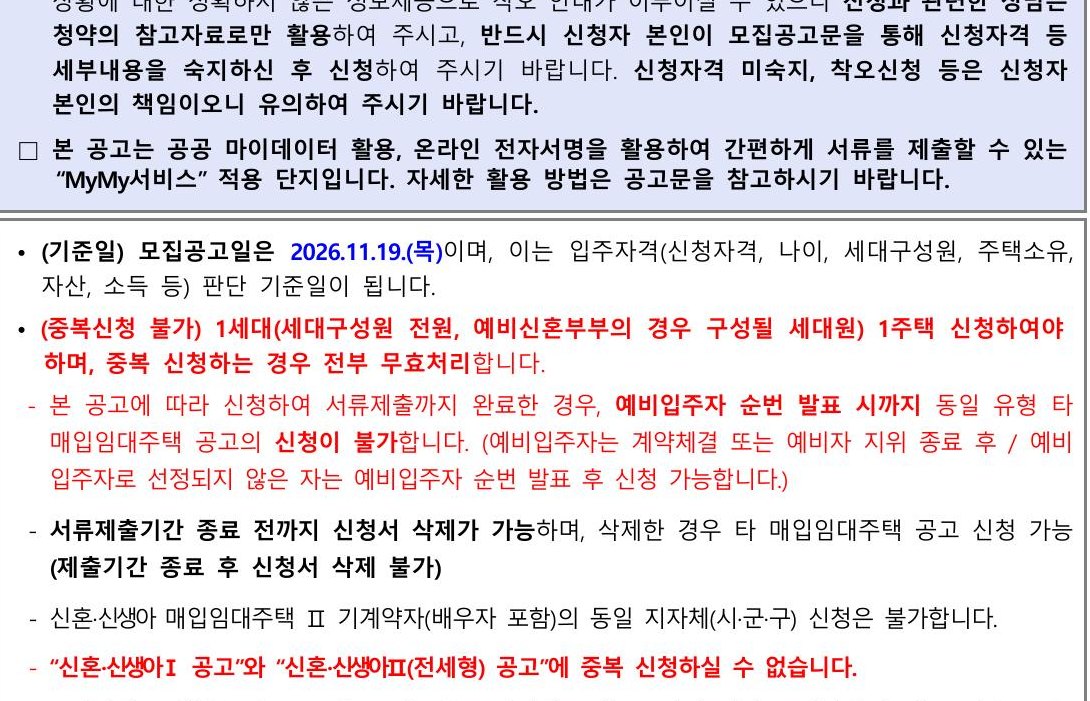 청약의 참고자료로만 활용하여 주시고, 반드시 신청자 본인이 모집공고문을 통해 신청자격 등
세부내용을 숙지하신 후 신청하여 주시기 바랍니다. 신청자격 미숙지, 착오신청 등은 신청자
본인의 책임이오니 유의하여 주시기 바랍니다.
□ 본 공고는 공공 마이데이터 활용, 온라인 전자서명을 활용하여 간편하게 서류를 제출할 수 있는
“MyMy서비스” 적용 단지입니다. 자세한 활용 방법은 공고문을 참고하시기 바랍니다.
• (기준일) 모집공고일은 2026.11.19.(목)이며, 이는 입주자격(신청자격, 나이, 세대구성원, 주택소유,
자산, 소득 등) 판단 기준일이 됩니다.
• (중복신청 불가) 1세대(세대구성원 전원, 예비신혼부부의 경우 구성될 세대원) 1주택 신청하여야
하며, 중복 신청하는 경우 전부 무효처리합니다.
- 본 공고에 따라 신청하여 서류제출까지 완료한 경우, 예비입주자 순번 발표 시까지 동일 유형 타
매입임대주택 공고의 신청이 불가합니다. (예비입주자는 계약체결 또는 예비자 지위 종료 후 / 예비
입주자로 선정되지 않은 자는 예비입주자 순번 발표 후 신청 가능합니다.)
- 서류제출기간 종료 전까지 신청서 삭제가 가능하며, 삭제한 경우 타 매입임대주택 공고 신청 가능
(제출기간 종료 후 신청서 삭제 불가)
- 신혼·신생아 매입임대주택 Ⅱ 기계약자(배우자 포함)의 동일 지자체(시·군·구) 신청은 불가합니다.
- “신혼·신생아Ⅰ 공고”와 “신혼·신생아Ⅱ(전세형) 공고”에 중복 신청하실 수 없습니다.